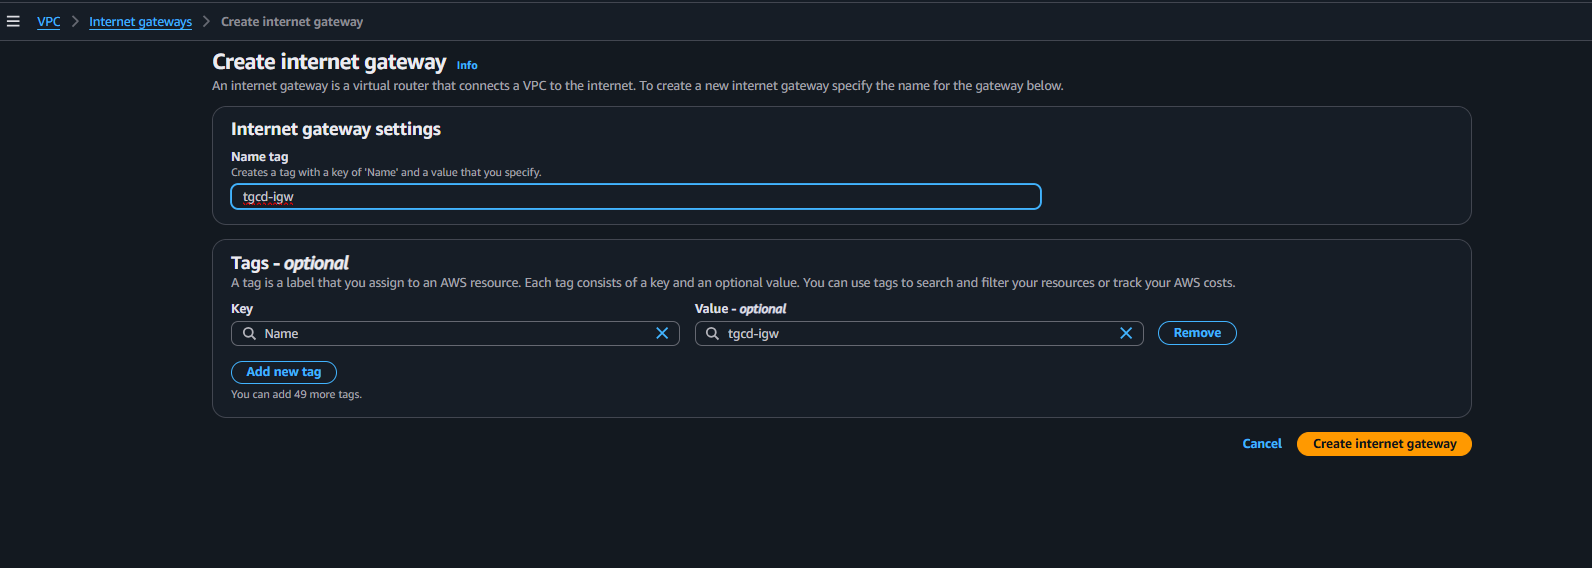 VPC > Internet gateways > Create internet gateway
Create internet gateway Info
An internet gateway is a virtual router that connects a VPC to the internet. To create a new internet gateway specify the name for the gateway below.
Internet gateway settings
Name tag
Creates a tag with a key of 'Name' and a value that you specify.
tgcd-igw
Tags - optional
A tag is a label that you assign to an AWS resource. Each tag consists of a key and an optional value. You can use tags to search and filter your resources or track your AWS costs.
Key Value - optional
Name tgcd-igw Remove
Add new tag
You can add 49 more tags.
Cancel Create internet gateway